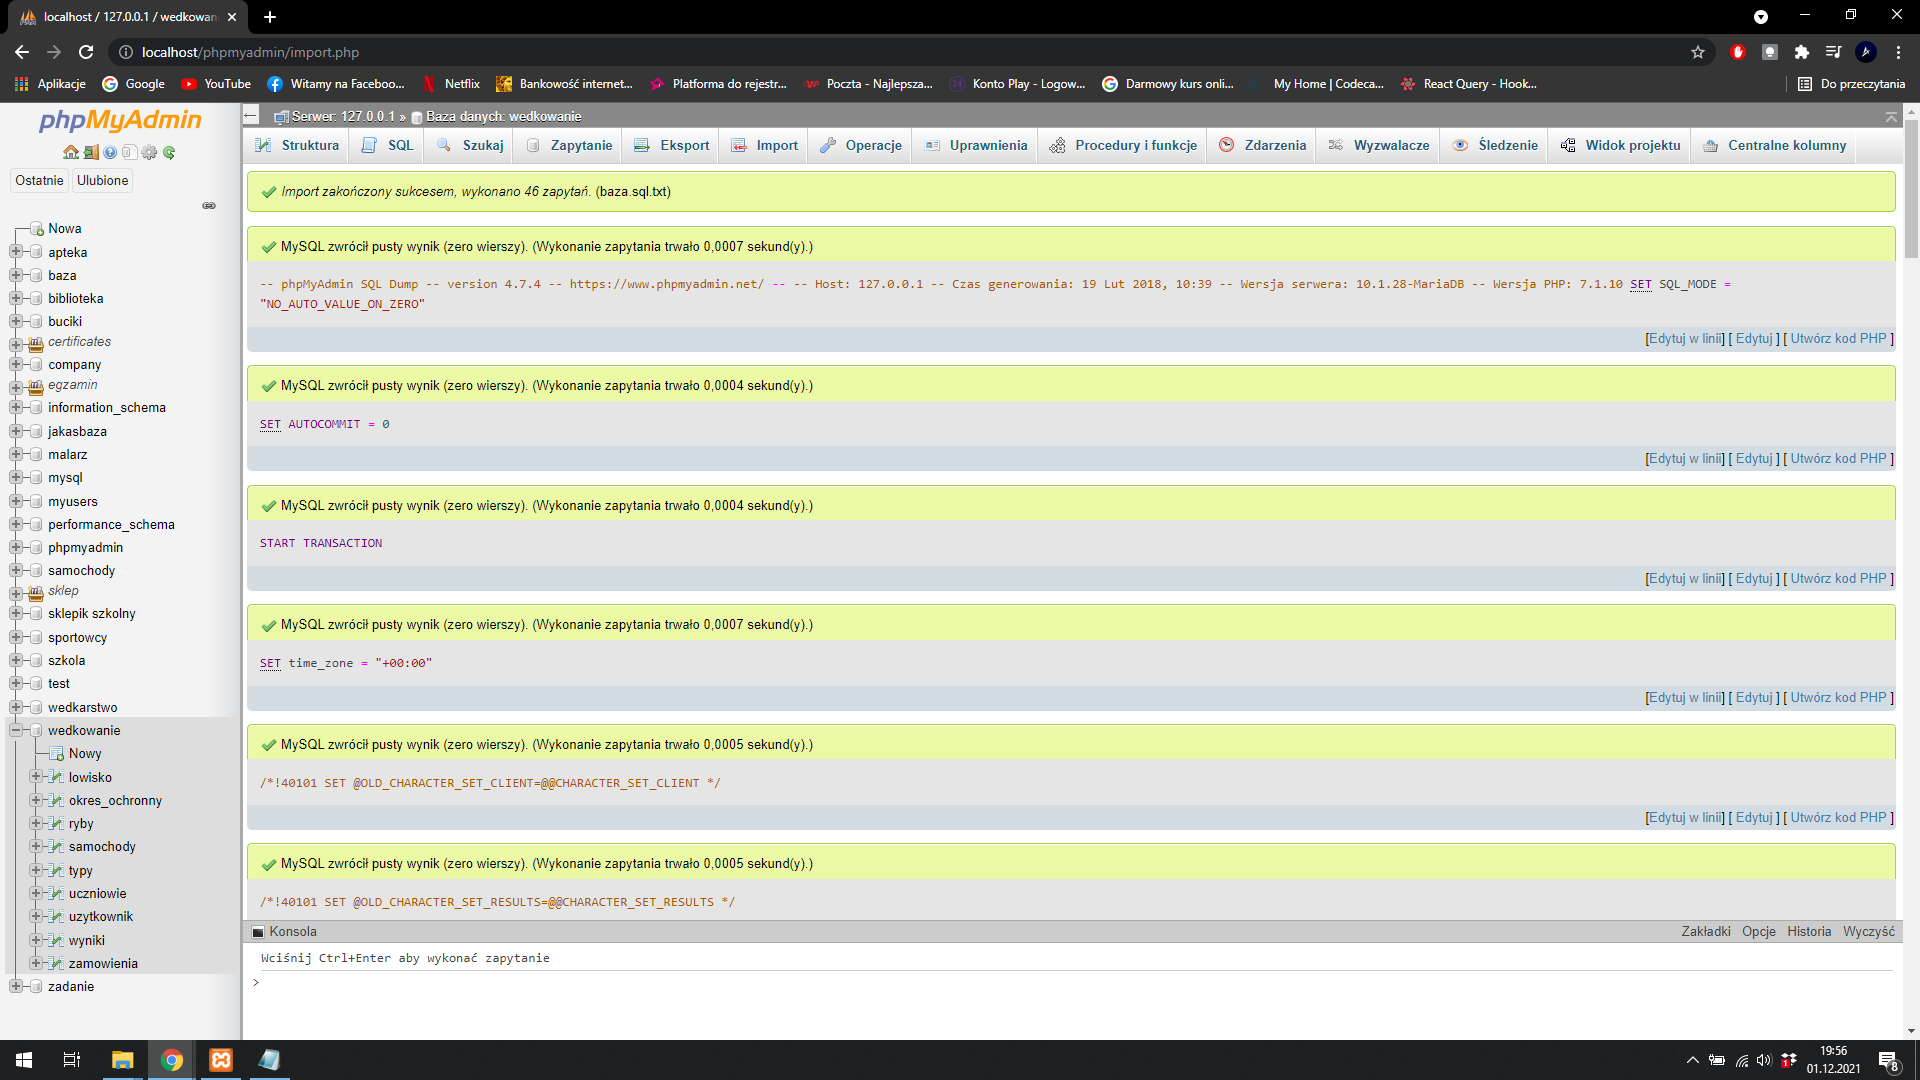 localhost / 127.0.0.1 / wedkowani
localhost/phpmyadmin/import.php
Aplikacje
Google
YouTube
Witamy na Faceboo...
Netflix
Bankowość internet...
Platforma do rejestr...
Poczta - Najlepsza...
Konto Play - Logow...
Darmowy kurs onli...
My Home | Codeca...
React Query - Hook...
Do przeczytania
phpMyAdmin
Ostatnie
Ulubione
Nowa
apteka
baza
biblioteka
buciki
certificates
company
egzamin
information_schema
jakasbaza
malarz
mysql
myusers
performance_schema
phpmyadmin
samochody
sklep
sklepik szkolny
sportowcy
szkola
test
wedkarstwo
wedkowanie
Nowy
lowisko
okres_ochronny
ryby
samochody
typy
uczniowie
uzytkownik
wyniki
zamowienia
zadanie
Serwer: 127.0.0.1 » Baza danych: wedkowanie
Struktura
SQL
Szukaj
Zapytanie
Eksport
Import
Operacje
Uprawnienia
Procedury i funkcje
Zdarzenia
Wyzwalacze
Śledzenie
Widok projektu
Centralne kolumny
Import zakończony sukcesem, wykonano 46 zapytań. (baza.sql.txt)
MySQL zwrócił pusty wynik (zero wierszy). (Wykonanie zapytania trwało 0,0007 sekund(y).)
-- phpMyAdmin SQL Dump -- version 4.7.4 -- https://www.phpmyadmin.net/ -- -- Host: 127.0.0.1 -- Czas generowania: 19 Lut 2018, 10:39 -- Wersja serwera: 10.1.28-MariaDB -- Wersja PHP: 7.1.10 SET SQL_MODE =
"NO_AUTO_VALUE_ON_ZERO"
[Edytuj w linii] [ Edytuj ] [ Utwórz kod PHP ]
MySQL zwrócił pusty wynik (zero wierszy). (Wykonanie zapytania trwało 0,0004 sekund(y).)
SET AUTOCOMMIT = 0
[Edytuj w linii] [ Edytuj ] [ Utwórz kod PHP ]
MySQL zwrócił pusty wynik (zero wierszy). (Wykonanie zapytania trwało 0,0004 sekund(y).)
START TRANSACTION
[Edytuj w linii] [ Edytuj ] [ Utwórz kod PHP ]
MySQL zwrócił pusty wynik (zero wierszy). (Wykonanie zapytania trwało 0,0007 sekund(y).)
SET time_zone = "+00:00"
[Edytuj w linii] [ Edytuj ] [ Utwórz kod PHP ]
MySQL zwrócił pusty wynik (zero wierszy). (Wykonanie zapytania trwało 0,0005 sekund(y).)
/*!40101 SET @OLD_CHARACTER_SET_CLIENT=@@CHARACTER_SET_CLIENT */
[Edytuj w linii] [ Edytuj ] [ Utwórz kod PHP ]
MySQL zwrócił pusty wynik (zero wierszy). (Wykonanie zapytania trwało 0,0005 sekund(y).)
/*!40101 SET @OLD_CHARACTER_SET_RESULTS=@@CHARACTER_SET_RESULTS */
Konsola
Zakładki
Opcje
Historia
Wyczyść
Wciśnij Ctrl+Enter aby wykonać zapytanie
>
19:56
01.12.2021
8